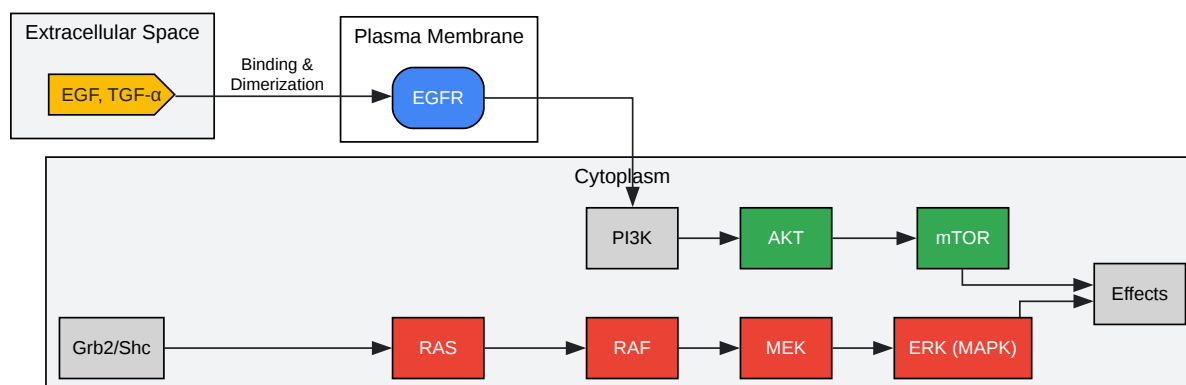 Extracellular Space
Plasma Membrane
EGF, TGF-α
Binding &
Dimerization
EGFR
Cytoplasm
PI3K
AKT
mTOR
Effects
Grb2/Shc
RAS
RAF
MEK
ERK (MAPK)